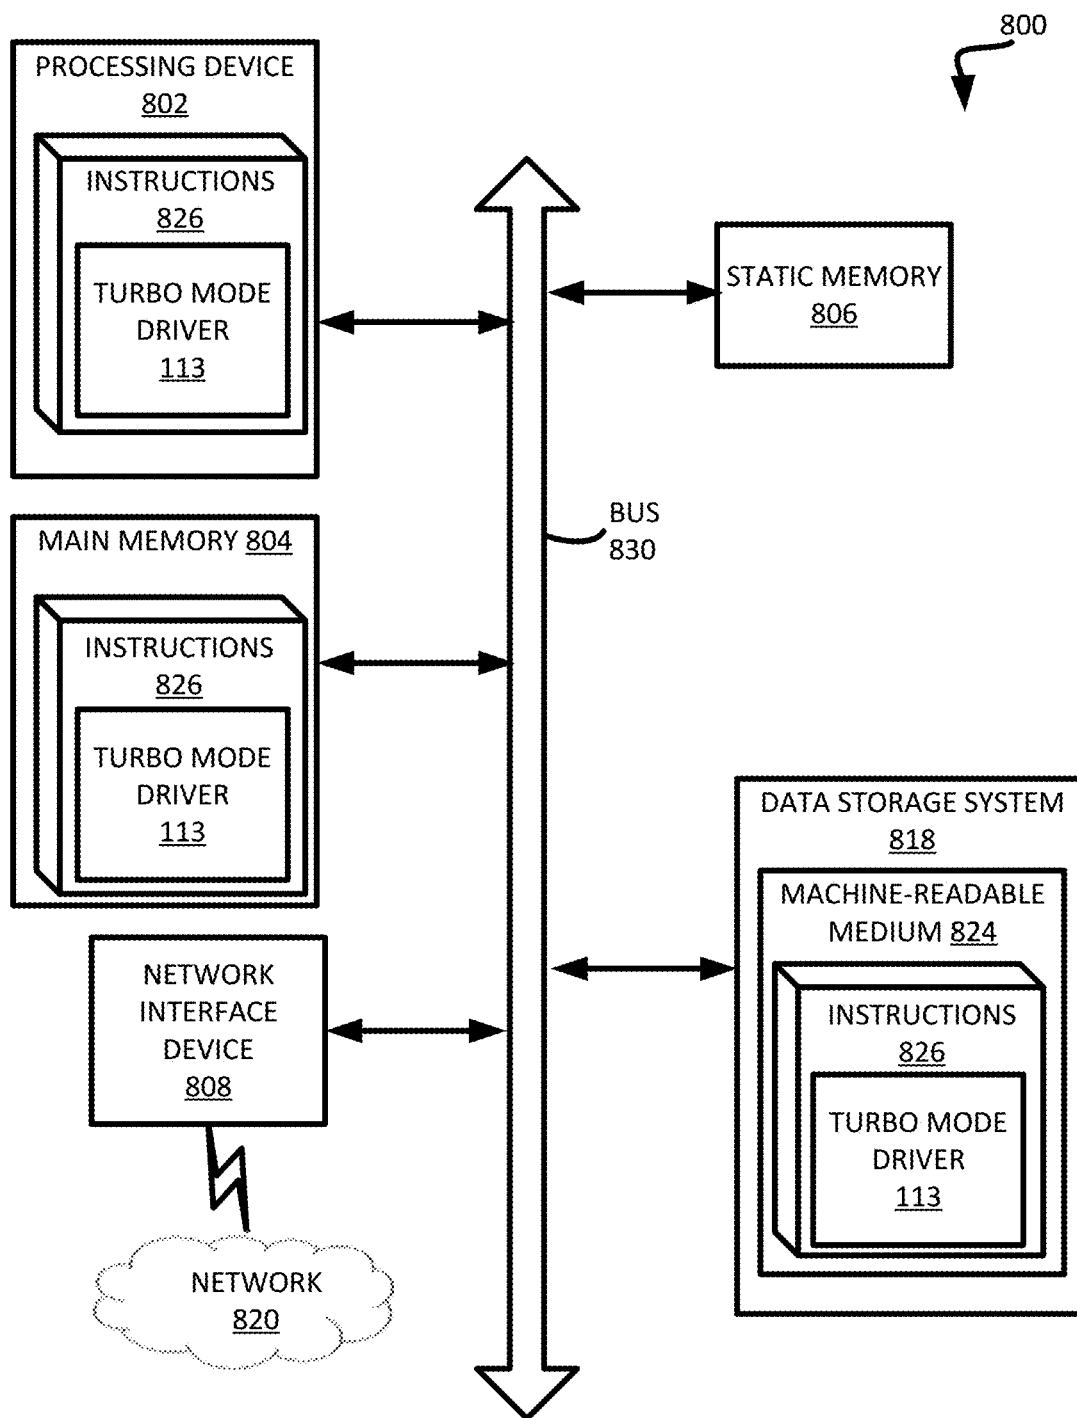 800
PROCESSING DEVICE
802
INSTRUCTIONS
826
TURBO MODE
DRIVER
113
STATIC MEMORY
806
BUS
830
MAIN MEMORY 804
INSTRUCTIONS
826
TURBO MODE
DRIVER
113
DATA STORAGE SYSTEM
818
MACHINE-READABLE
MEDIUM 824
INSTRUCTIONS
826
TURBO MODE
DRIVER
113
NETWORK
INTERFACE
DEVICE
808
NETWORK
820